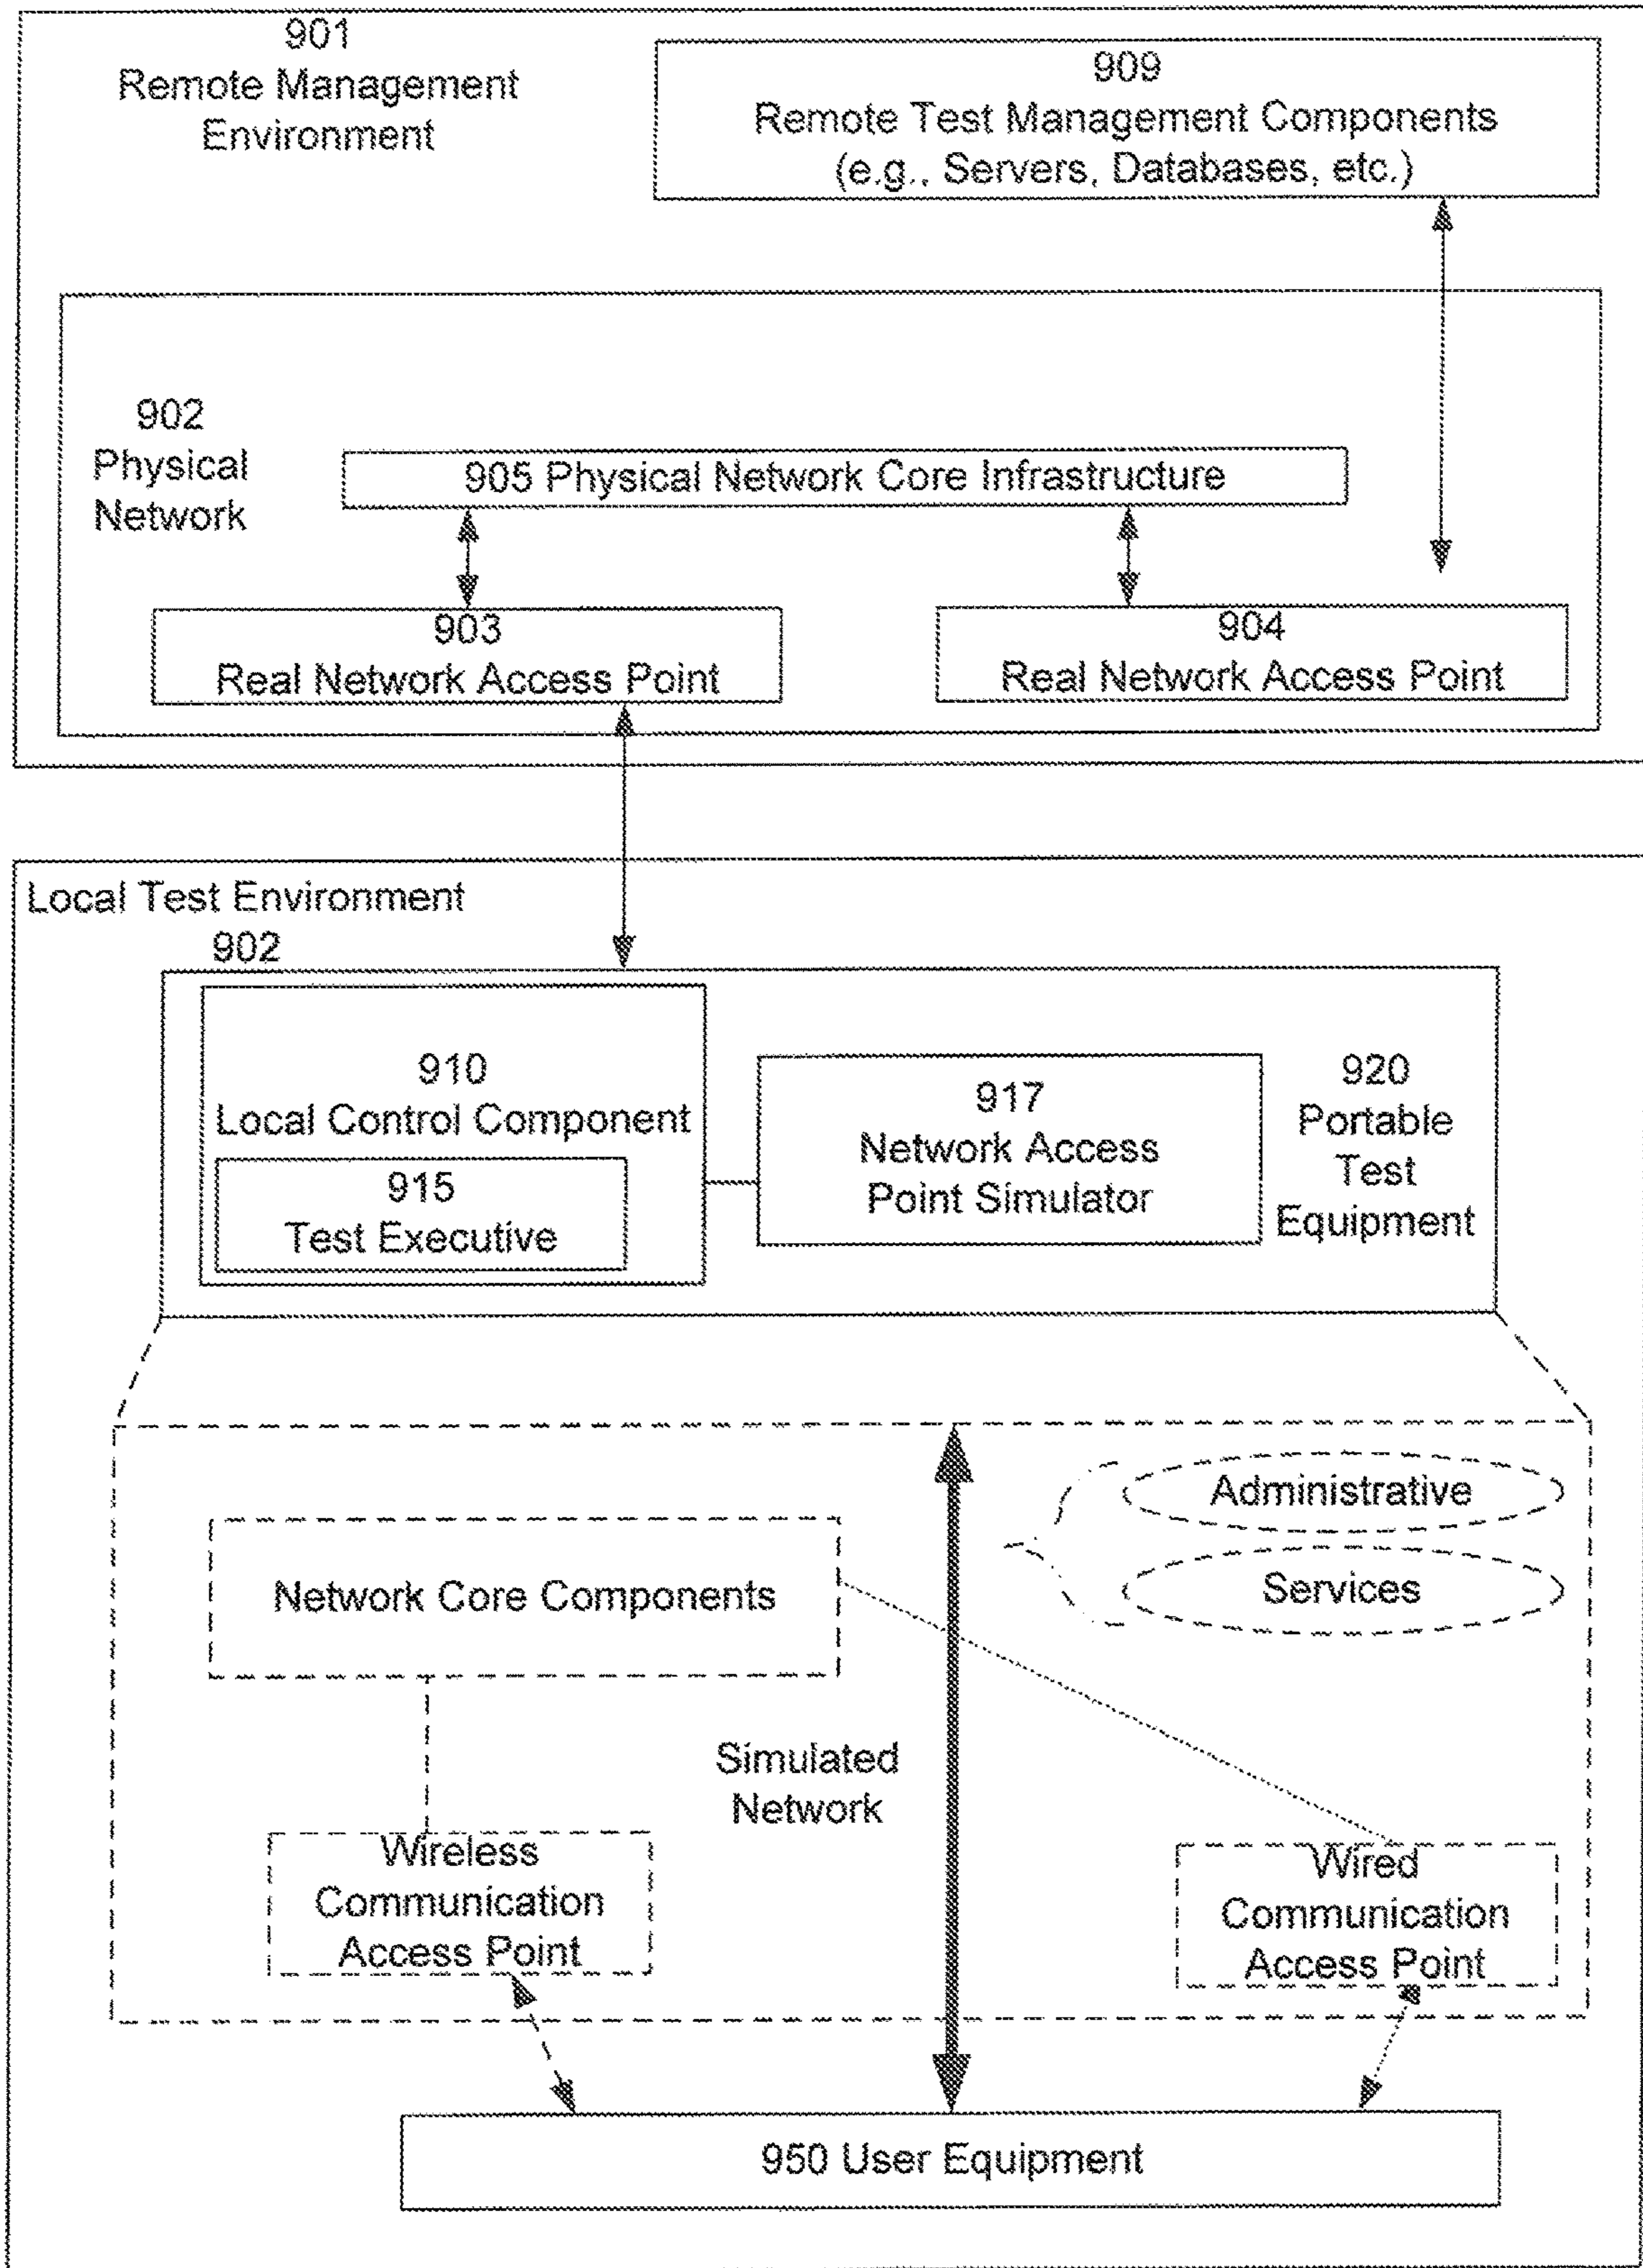 901
Remote Management
Environment
909
Remote Test Management Components
(e.g., Servers, Databases, etc.)
902
Physical
Network
905 Physical Network Core Infrastructure
903
Real Network Access Point
904
Real Network Access Point
Local Test Environment
902
910
Local Control Component
915
Test Executive
917
Network Access
Point Simulator
920
Portable
Test
Equipment
Administrative
Services
Network Core Components
Simulated
Network
Wireless
Communication
Access Point
Wired
Communication
Access Point
950 User Equipment